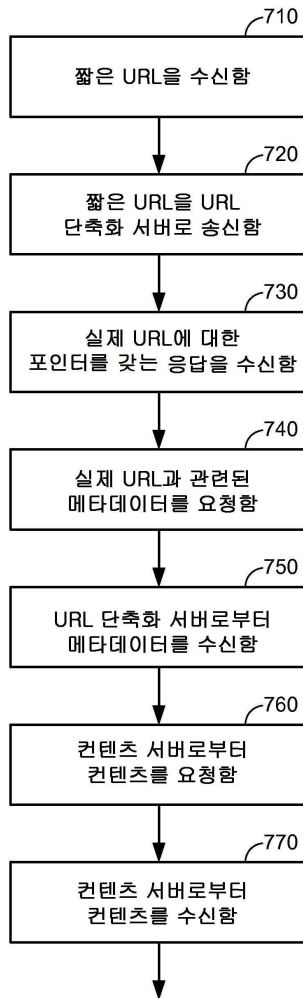 710
짧은 URL을 수신함
720
짧은 URL을 URL
단축화 서버로 송신함
730
실제 URL에 대한
포인터를 갖는 응답을 수신함
740
실제 URL과 관련된
메타데이터를 요청함
750
URL 단축화 서버로부터
메타데이터를 수신함
760
컨텐츠 서버로부터
컨텐츠를 요청함
770
컨텐츠 서버로부터
컨텐츠를 수신함